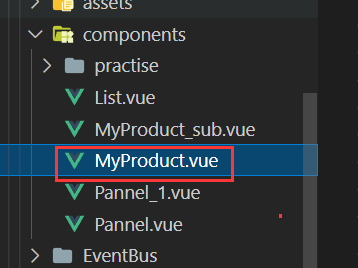 assets
components
practise
List.vue
MyProduct_sub.vue
MyProduct.vue
Pannel_1.vue
Pannel.vue
EventBus